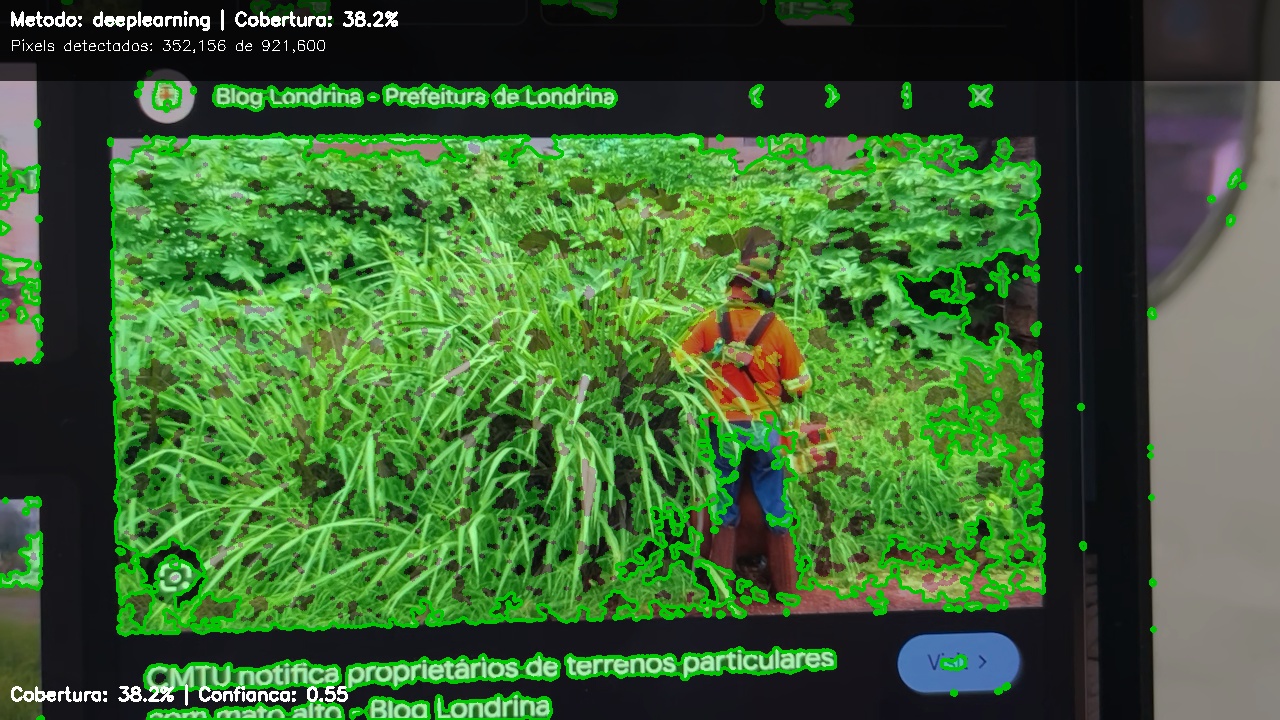 Metodo: deeplearning | Cobertura: 38.2%
Pixels detectados: 352,156 de 921,600
Blog Londrina - Prefeitura de Londrina
CMTU notifica proprietários de terrenos particulares
Visit
Cobertura: 38.2% | Confianca: 0.55
com mato alto - Blog Londrina